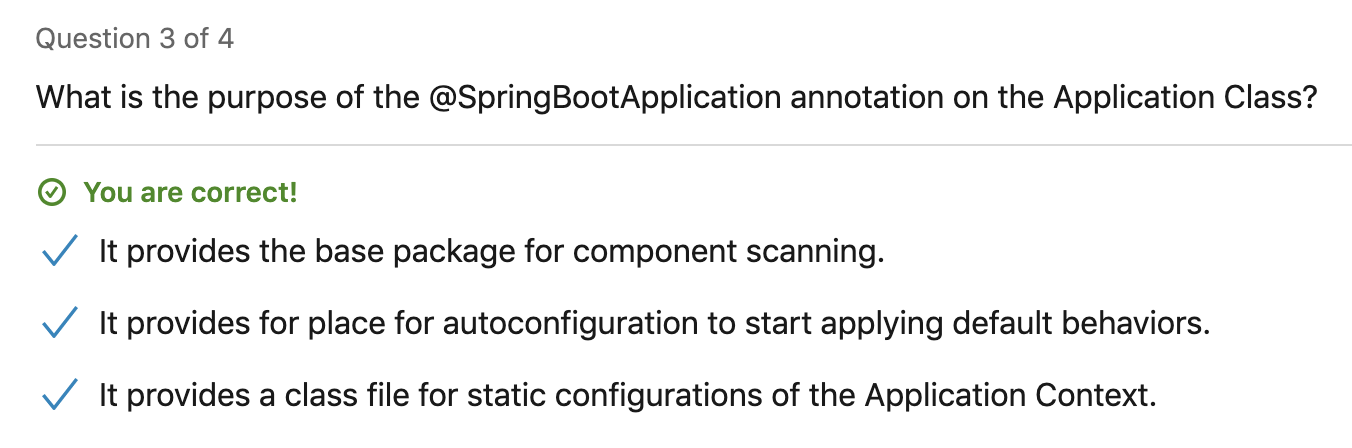 Question 3 of 4
What is the purpose of the @SpringBootApplication annotation on the Application Class?
You are correct!
It provides the base package for component scanning.
It provides for place for autoconfiguration to start applying default behaviors.
It provides a class file for static configurations of the Application Context.